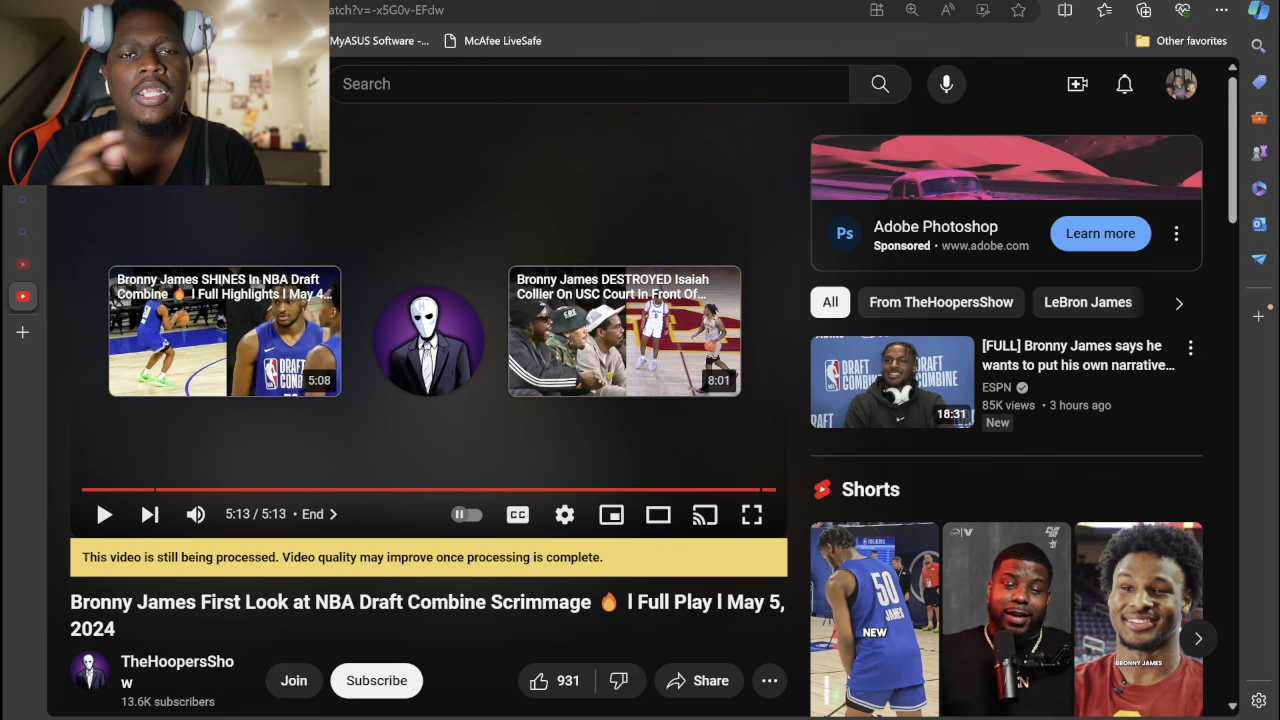 atch?v=-x5G0v-EFdw
MyASUS Software -...
McAfee LiveSafe
Other favorites
Search
Adobe Photoshop
Sponsored • www.adobe.com
Learn more
Ps
Bronny James SHINES In NBA Draft
Combine 🔥 l Full Highlights l May 4...
5:08
Bronny James DESTROYED Isaiah
Collier On USC Court In Front Of...
8:01
All
From TheHoopersShow
LeBron James
[FULL] Bronny James says he
wants to put his own narrative...
ESPN
85K views • 3 hours ago
New
18:31
DRAFT
COMBINE
Shorts
5:13 / 5:13 • End
CC
This video is still being processed. Video quality may improve once processing is complete.
Bronny James First Look at NBA Draft Combine Scrimmage 🔥 l Full Play l May 5,
2024
TheHoopersSho
w
13.6K subscribers
Join
Subscribe
931
Share
50
JAMES
NEW
BRONNY JAMES